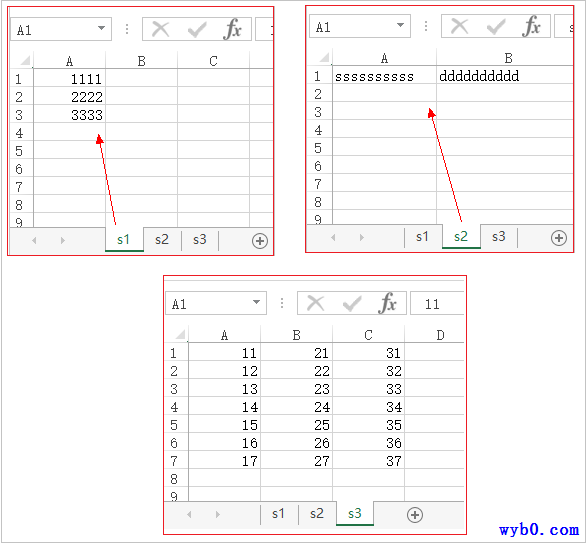 A1 fx
A B C
1 1111
2 2222
3 3333
4
5
6
7
8
9
10
s1 s2 s3
A1 fx s
A B
1 ssssssssss dddddddddd
2
3
4
5
6
7
8
9
s1 s2 s3
A1 fx 11
A B C D
1 11 21 31
2 12 22 32
3 13 23 33
4 14 24 34
5 15 25 35
6 16 26 36
7 17 27 37
8
9
s1 s2 s3
wyb0.com